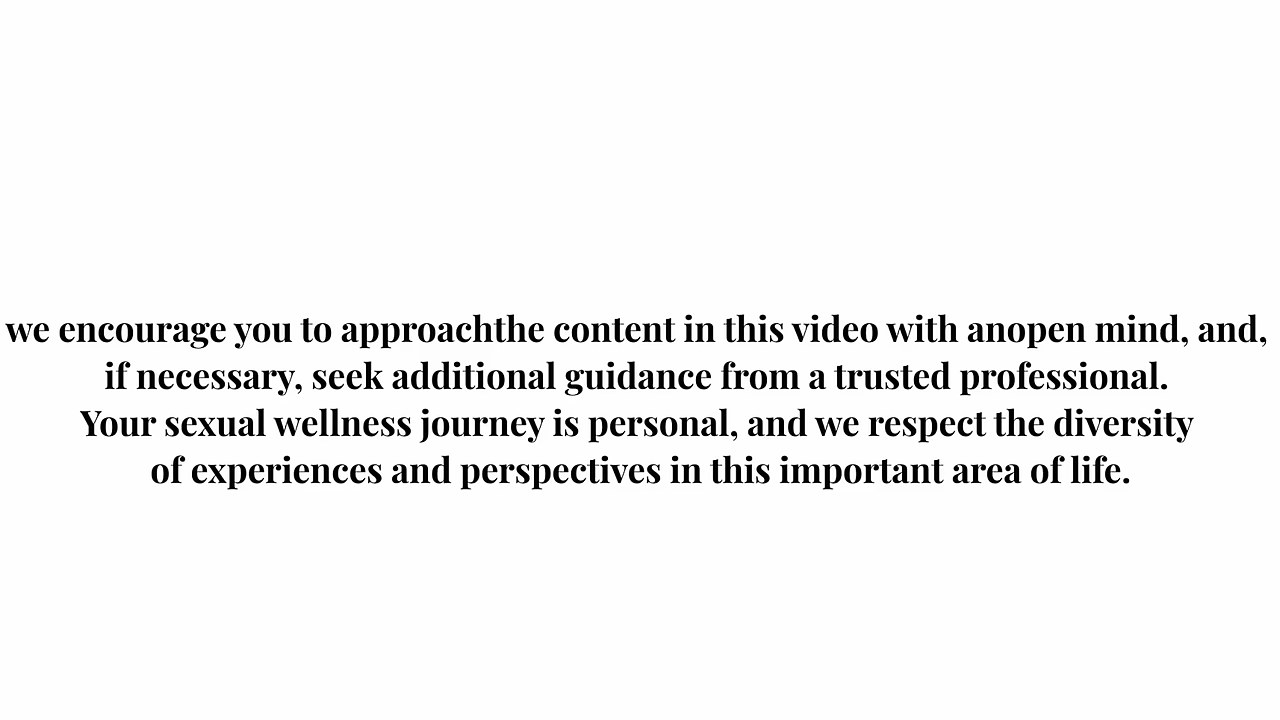 we encourage you to approachthe content in this video with anopen mind, and,
if necessary, seek additional guidance from a trusted professional.
Your sexual wellness journey is personal, and we respect the diversity
of experiences and perspectives in this important area of life.